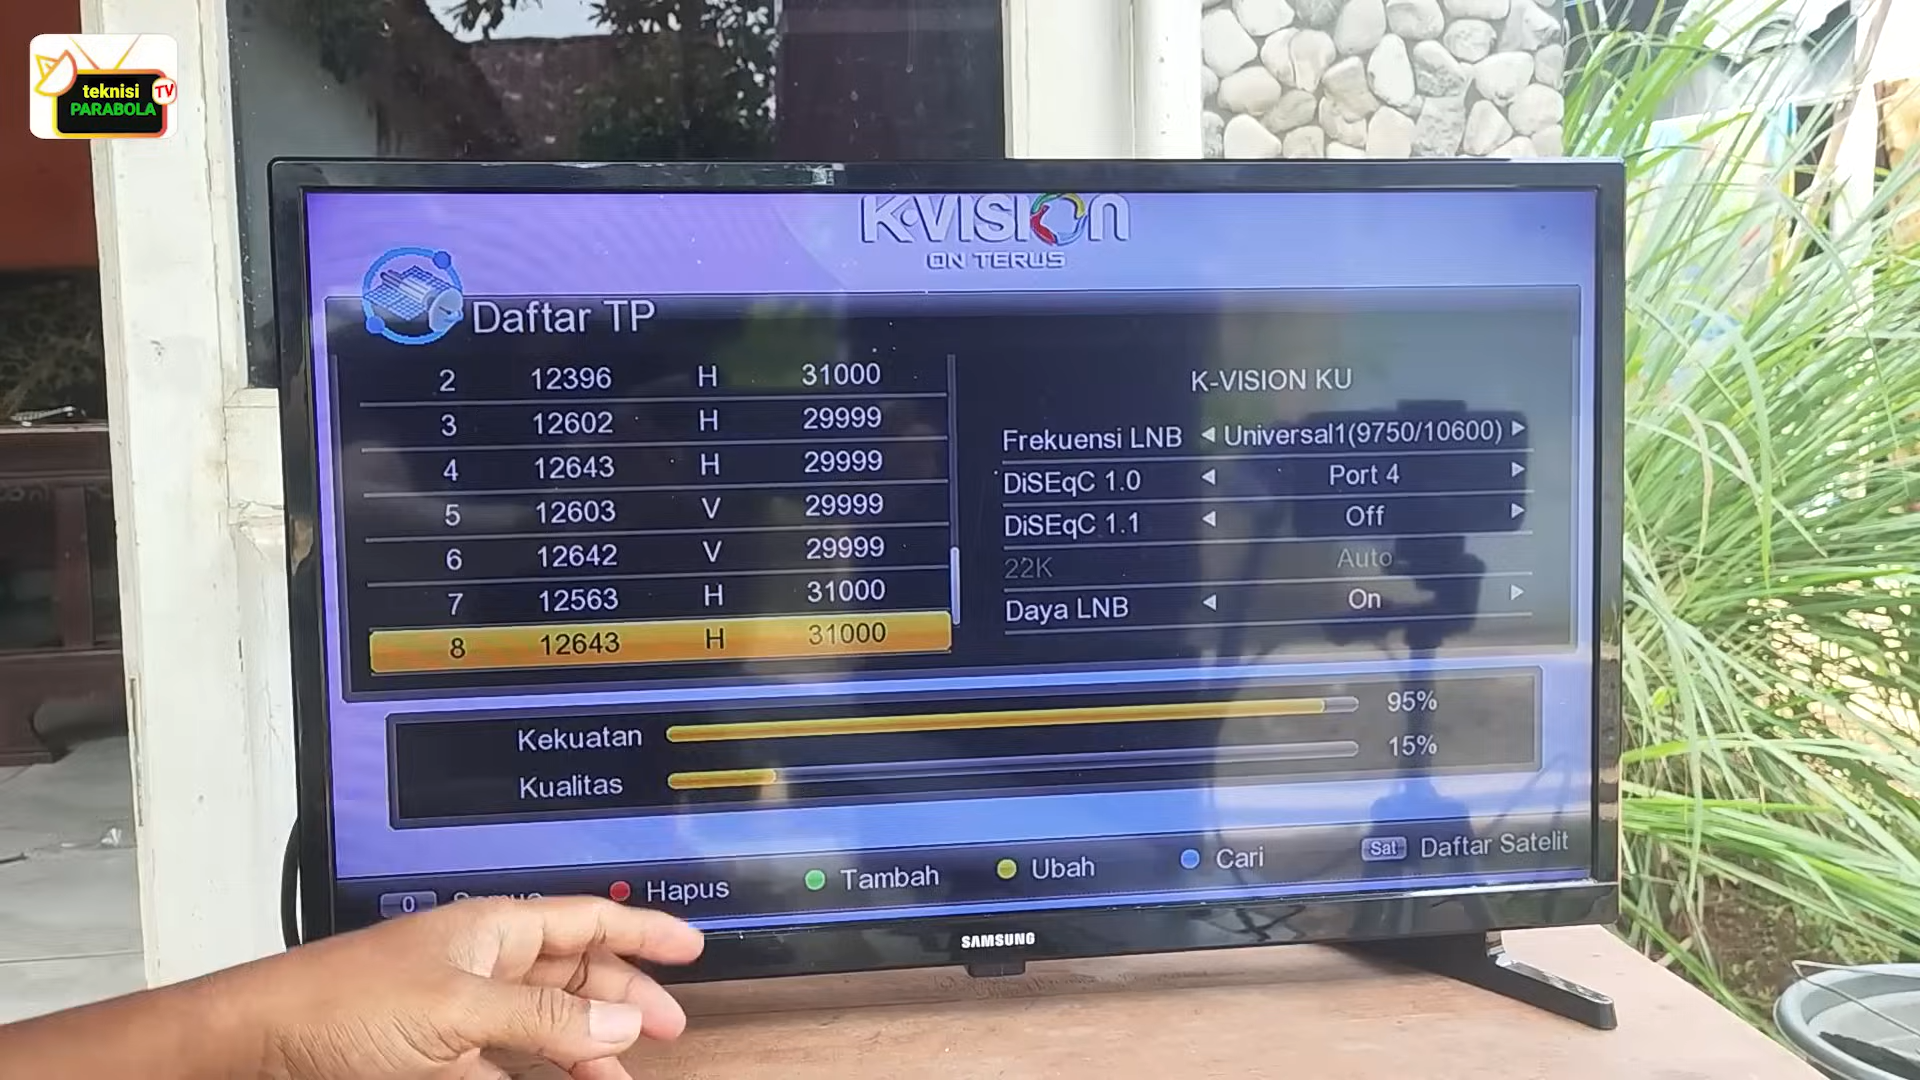 teknisi TV
PARABOLA
K-VISION
ON TERUS
Daftar TP
2 12396 H 31000
3 12602 H 29999
4 12643 H 29999
5 12603 V 29999
6 12642 V 29999
7 12563 H 31000
8 12643 H 31000
K-VISION KU
Frekuensi LNB Universal1(9750/10600)
DiSEqC 1.0 Port 4
DiSEqC 1.1 Off
22K Auto
Daya LNB On
Kekuatan 95%
Kualitas 15%
0 Semua Hapus Tambah Ubah Cari Sat Daftar Satelit
SAMSUNG